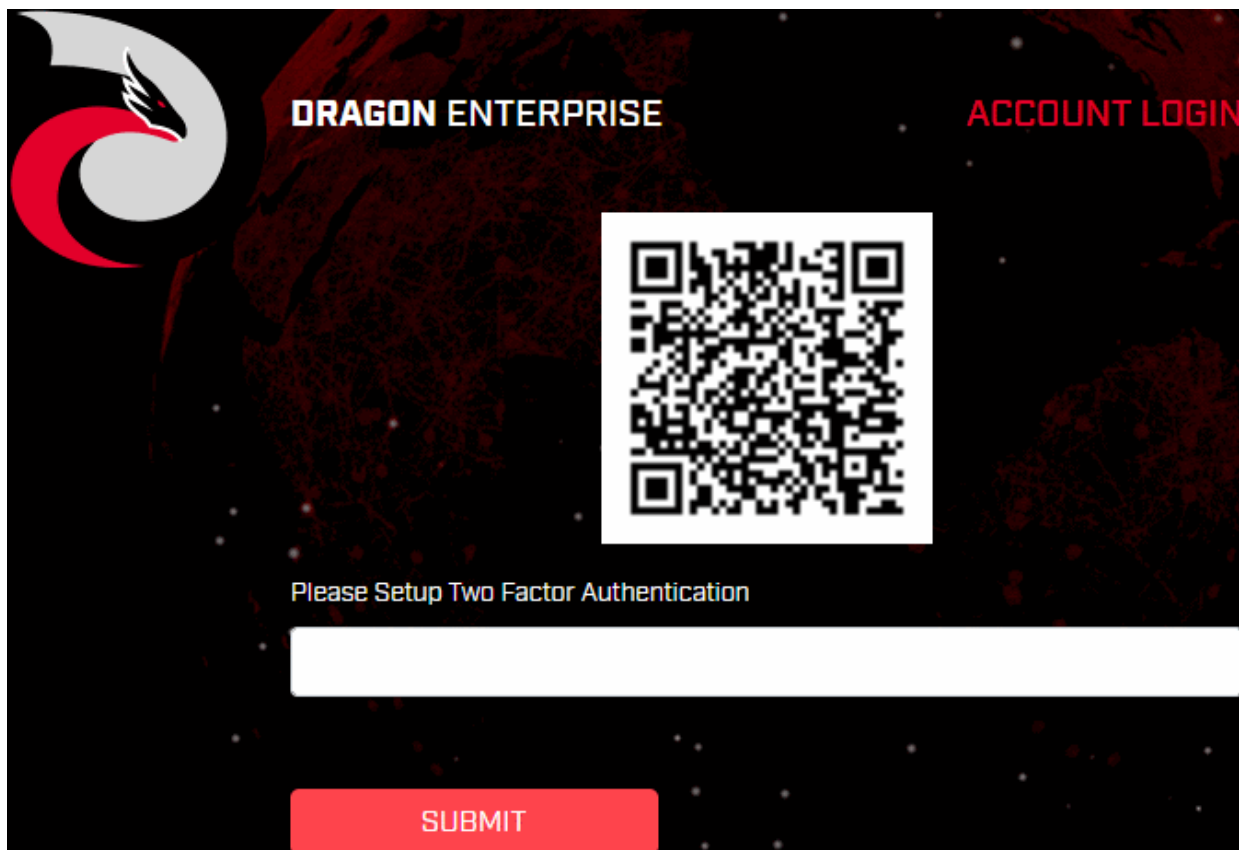 DRAGON ENTERPRISE
ACCOUNT LOGIN
Please Setup Two Factor Authentication
SUBMIT